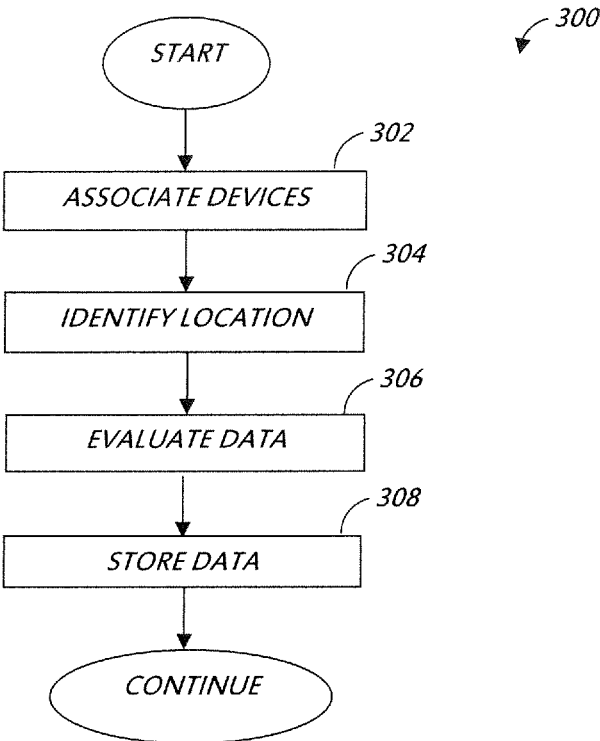 START
300
302
ASSOCIATE DEVICES
304
IDENTIFY LOCATION
306
EVALUATE DATA
308
STORE DATA
CONTINUE